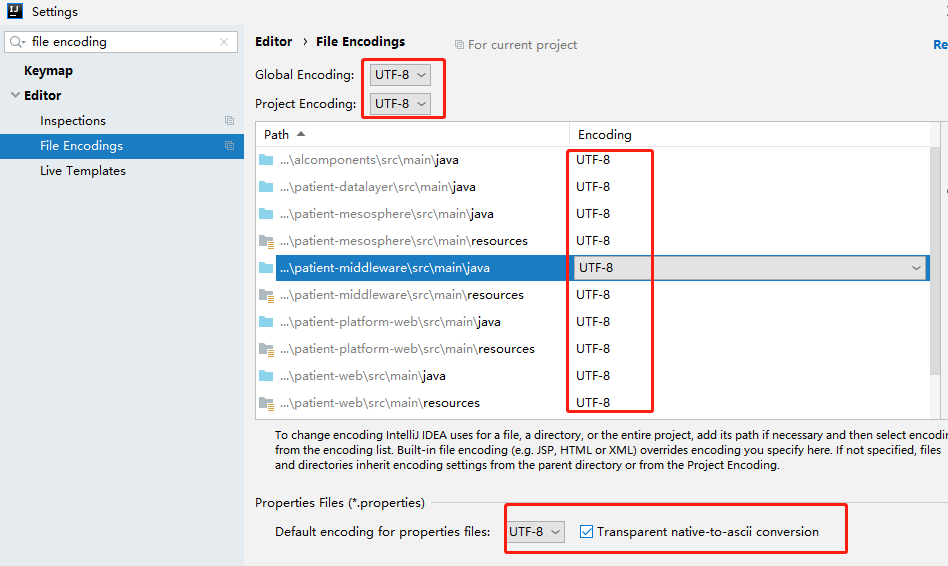 Settings
file encoding
Keymap
Editor
Inspections
File Encodings
Live Templates
Editor › File Encodings
For current project
Re
Global Encoding: UTF-8
Project Encoding: UTF-8
Path Encoding
...\alcomponents\src\main\java UTF-8
...\patient-datalayer\src\main\java UTF-8
...\patient-mesosphere\src\main\java UTF-8
...\patient-mesosphere\src\main\resources UTF-8
...\patient-middleware\src\main\java UTF-8
...\patient-middleware\src\main\resources UTF-8
...\patient-platform-web\src\main\java UTF-8
...\patient-platform-web\src\main\resources UTF-8
...\patient-web\src\main\java UTF-8
...\patient-web\src\main\resources UTF-8
To change encoding IntelliJ IDEA uses for a file, a directory, or the entire project, add its path if necessary and then select encodin
from the encoding list. Built-in file encoding (e.g. JSP, HTML or XML) overrides encoding you specify here. If not specified, files
and directories inherit encoding settings from the parent directory or from the Project Encoding.
Properties Files (*.properties)
Default encoding for properties files: UTF-8 Transparent native-to-ascii conversion